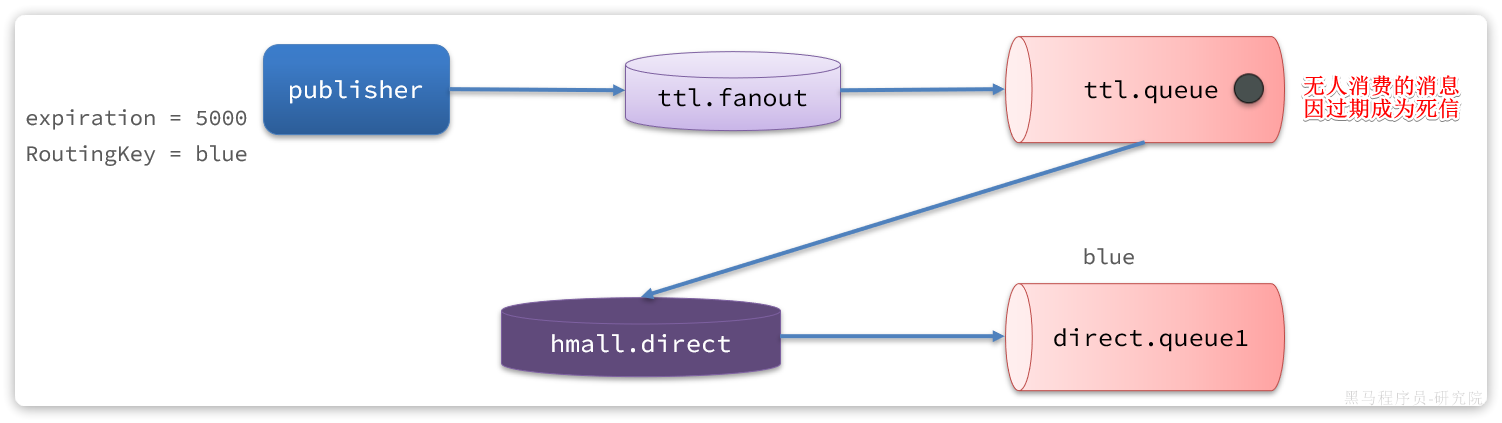 publisher
ttl.fanout
ttl.queue
无人消费的消息
因过期成为死信
expiration = 5000
RoutingKey = blue
blue
hmall.direct
direct.queue1
黑马程序员-研究院